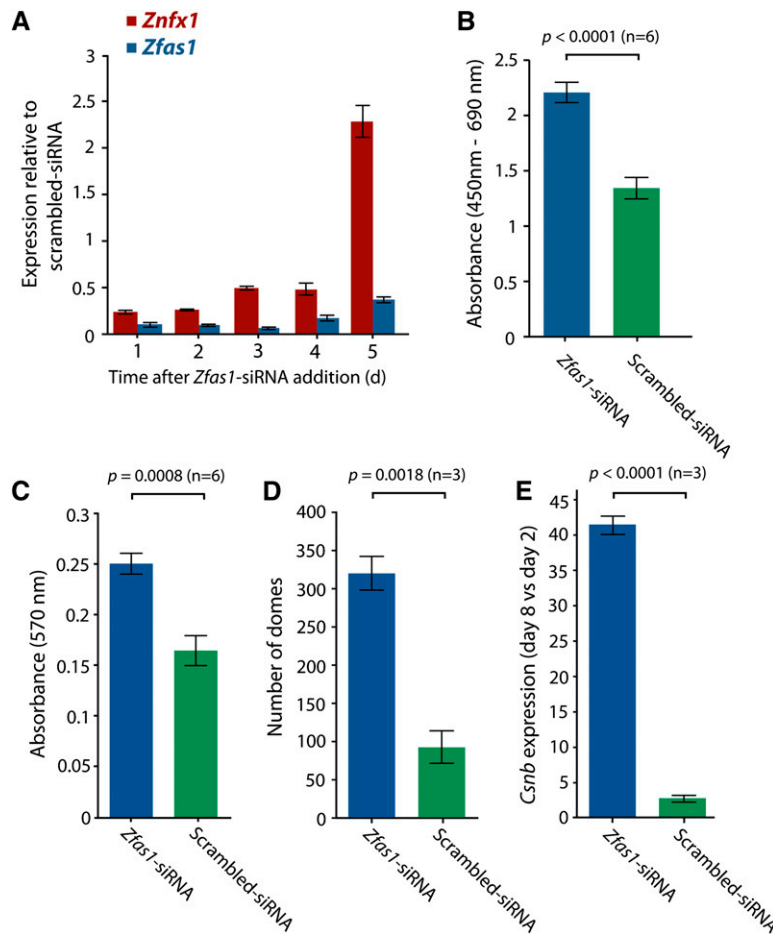 A
Znfx1
Zfas1
Expression relative to
scrambled-siRNA
3
2.5
2
1.5
1
0.5
0
1 2 3 4 5
Time after Zfas1-siRNA addition (d)
B
p < 0.0001 (n=6)
Absorbance (450nm - 690 nm)
2.5
2
1.5
1
0.5
0
Zfas1-siRNA
Scrambled-siRNA
C
p = 0.0008 (n=6)
Absorbance (570 nm)
0.3
0.25
0.2
0.15
0.1
0.05
0
Zfas1-siRNA
Scrambled-siRNA
D
p = 0.0018 (n=3)
Number of domes
400
350
300
250
200
150
100
50
0
Zfas1-siRNA
Scrambled-siRNA
E
p < 0.0001 (n=3)
Csnb expression (day 8 vs day 2)
45
40
35
30
25
20
15
10
5
0
Zfas1-siRNA
Scrambled-siRNA